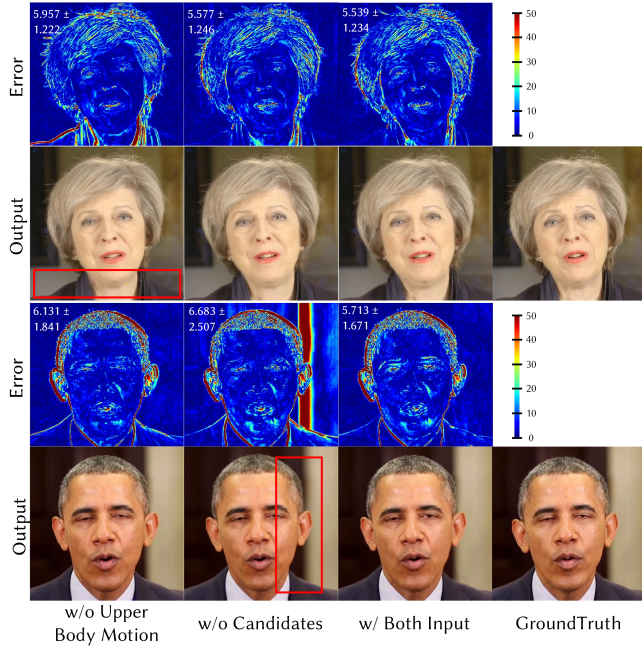 Error
5.957 ±
1.222
5.577 ±
1.246
5.539 ±
1.234
50
40
30
20
10
0
Output
Error
6.131 ±
1.841
6.683 ±
2.507
5.713 ±
1.671
50
40
30
20
10
0
Output
w/o Upper
Body Motion
w/o Candidates
w/ Both Input
GroundTruth